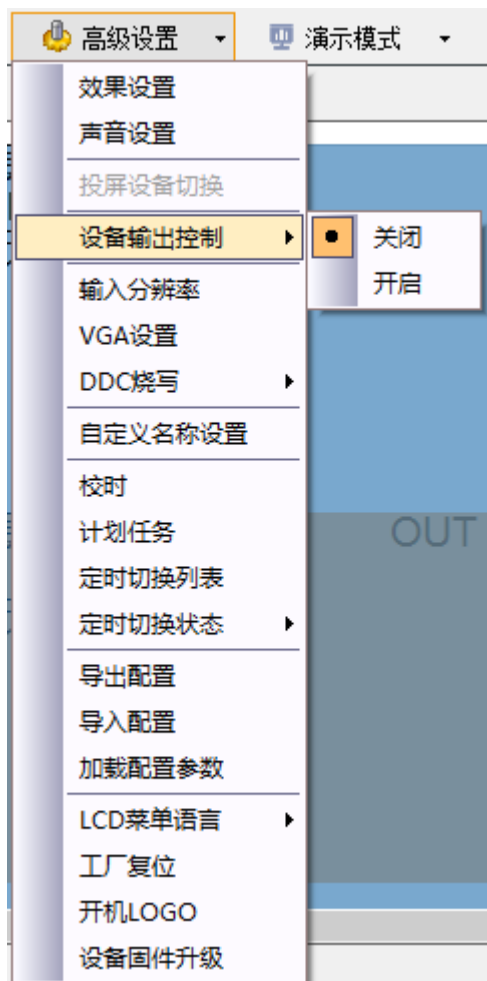 高级设置
演示模式
效果设置
声音设置
投屏设备切换
设备输出控制
关闭
开启
输入分辨率
VGA设置
DDC烧写
自定义名称设置
校时
计划任务
OUT
定时切换列表
定时切换状态
导出配置
导入配置
加载配置参数
LCD菜单语言
工厂复位
开机LOGO
设备固件升级